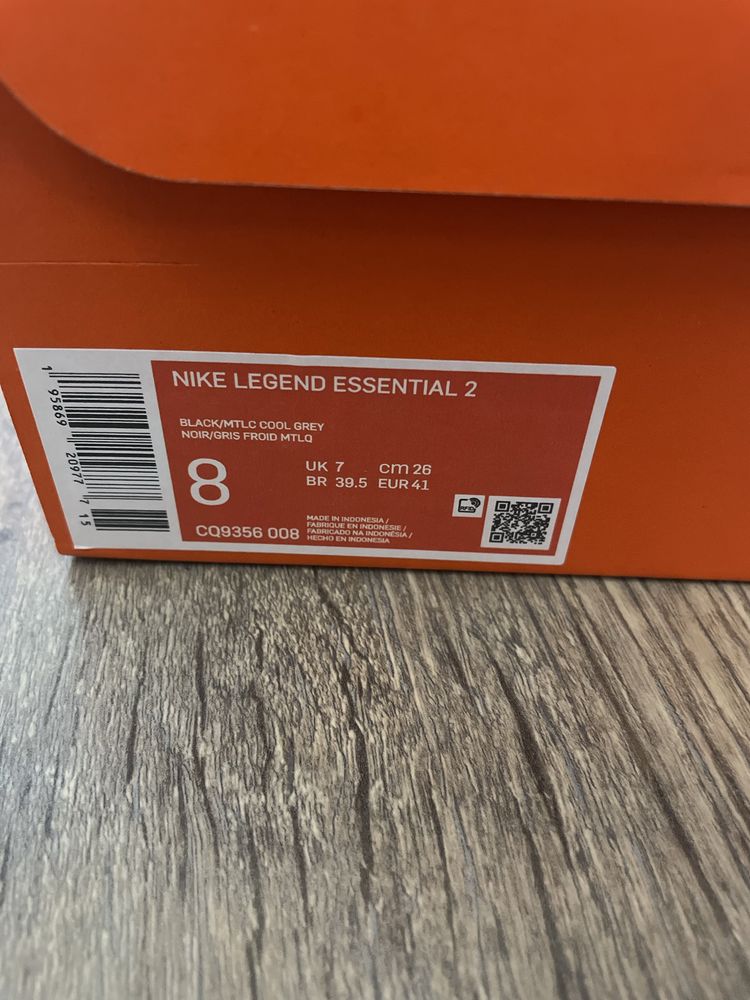 NIKE LEGEND ESSENTIAL 2
BLACK/MTLC COOL GREY
NOIR/GRIS FROID MTLQ
8
UK 7 cm 26
BR 39.5 EUR 41
CQ9356 008
MADE IN INDONESIA /
FABRIQUE EN INDONESIE /
FABRICADO NA INDONÉSIA /
HECHO EN INDONESIA
RFID
1 95869 20977 7 15